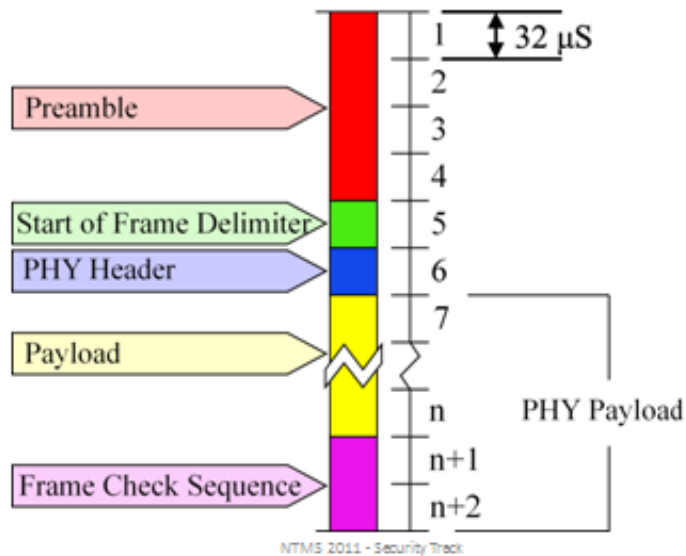 1
32 μS
2
Preamble
3
4
Start of Frame Delimiter
5
PHY Header
6
7
Payload
n
PHY Payload
n+1
Frame Check Sequence
n+2
NTMS 2011 - Security Track